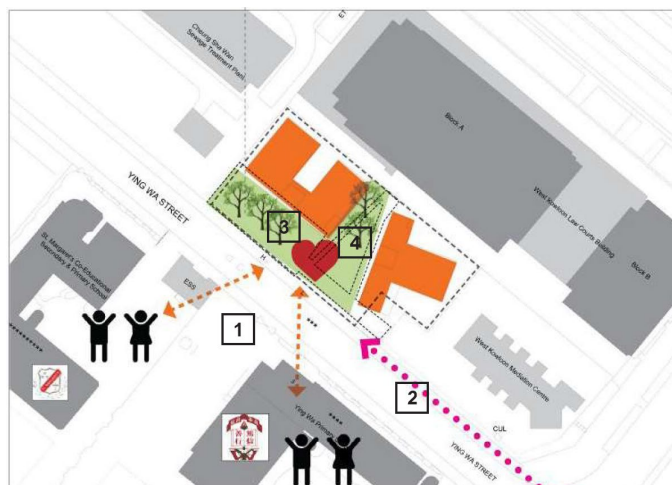 Cheung Sha Wan
Sewage Treatment Plant
ET
Block A
West Kowloon Law Courts Building
Block B
YING WA STREET
St. Margaret's Co-Educational
Secondary & Primary School
ESS
H
3
4
1
2
West Kowloon Mediation Centre
CUL
YING WA STREET
Ying Wa Primary